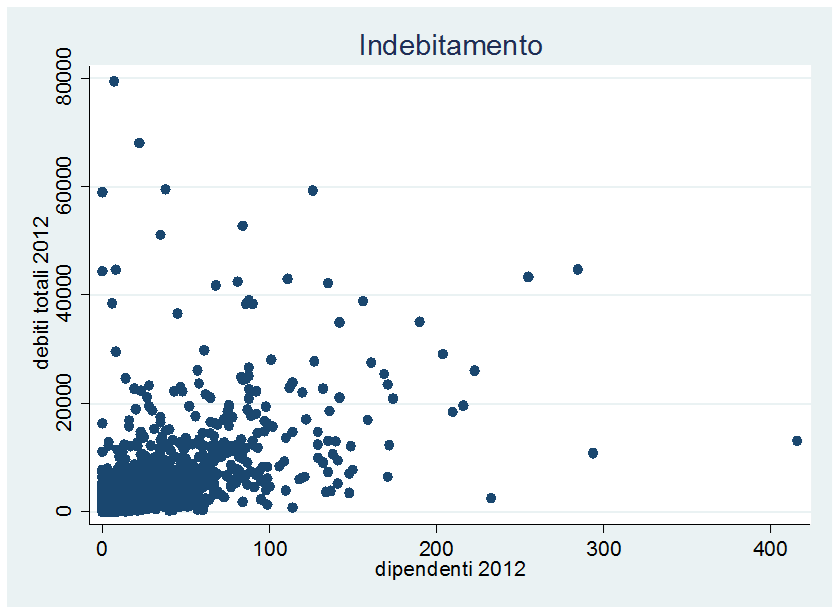 Indebitamento
debiti totali 2012
80000
60000
40000
20000
0
0 100 200 300 400
dipendenti 2012